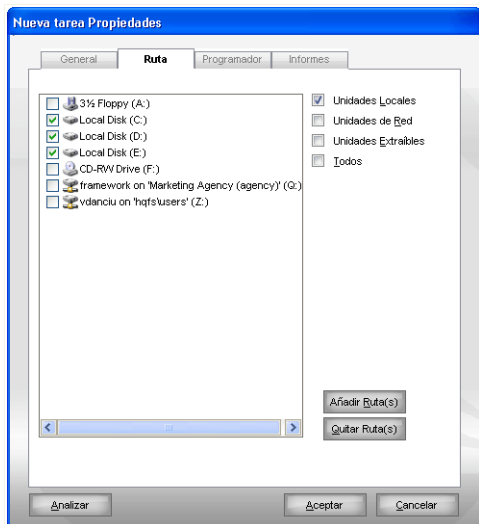 Nueva tarea Propiedades
General Ruta Programador Informes
3½ Floppy (A:)
Local Disk (C:)
Local Disk (D:)
Local Disk (E:)
CD-RW Drive (F:)
framework on 'Marketing Agency (agency)' (Q:)
vdanciu on 'hqfs\users' (Z:)
Unidades Locales
Unidades de Red
Unidades Extraíbles
Todos
Añadir Ruta(s)
Quitar Ruta(s)
Analizar Aceptar Cancelar